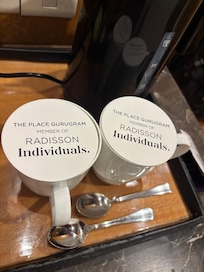 THE PLACE GURUGRAM
MEMBER OF
RADISSON
Individuals.
THE PLACE GURUGRAM
MEMBER OF
RADISSON
Individuals.